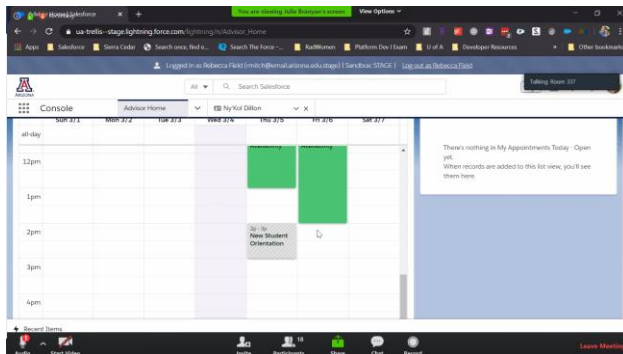 You are viewing Julie Branyan's screen View Options
ua-trellis--stage.lightning.force.com/lightning/n/Advisor_Home
Apps Salesforce Sierra Cedar Search once, find o... Search The Force -... RadWomen Platform Dev I Exam U of A Developer Resources Other bookmarks
Logged in as Rebecca Field (mitch@email.arizona.edu.stage) | Sandbox: STAGE | Log out as Rebecca Field
Talking: Room 337
All Search Salesforce
ARIZONA
Console Advisor Home Ny'Kol Dillon
Sun 3/1 Mon 3/2 Tue 3/3 Wed 3/4 Thu 3/5 Fri 3/6 Sat 3/7
all-day
Availability Availability
There's nothing in My Appointments Today - Open
yet.
When records are added to this list view, you'll see
them here.
12pm
1pm
2pm
2p - 3p
New Student
Orientation
3pm
4pm
Recent Items
18
Audio Start Video Invite Participants Share Chat Record
Leave Meeting